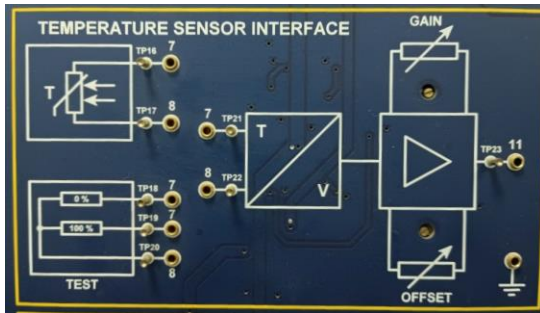 TEMPERATURE SENSOR INTERFACE
GAIN
TP16 7
T
TP17 8
7 TP21
T
8 TP22
V
TP23 11
TP18 7
0 %
TP19 7
100 %
TP20
8
TEST
OFFSET